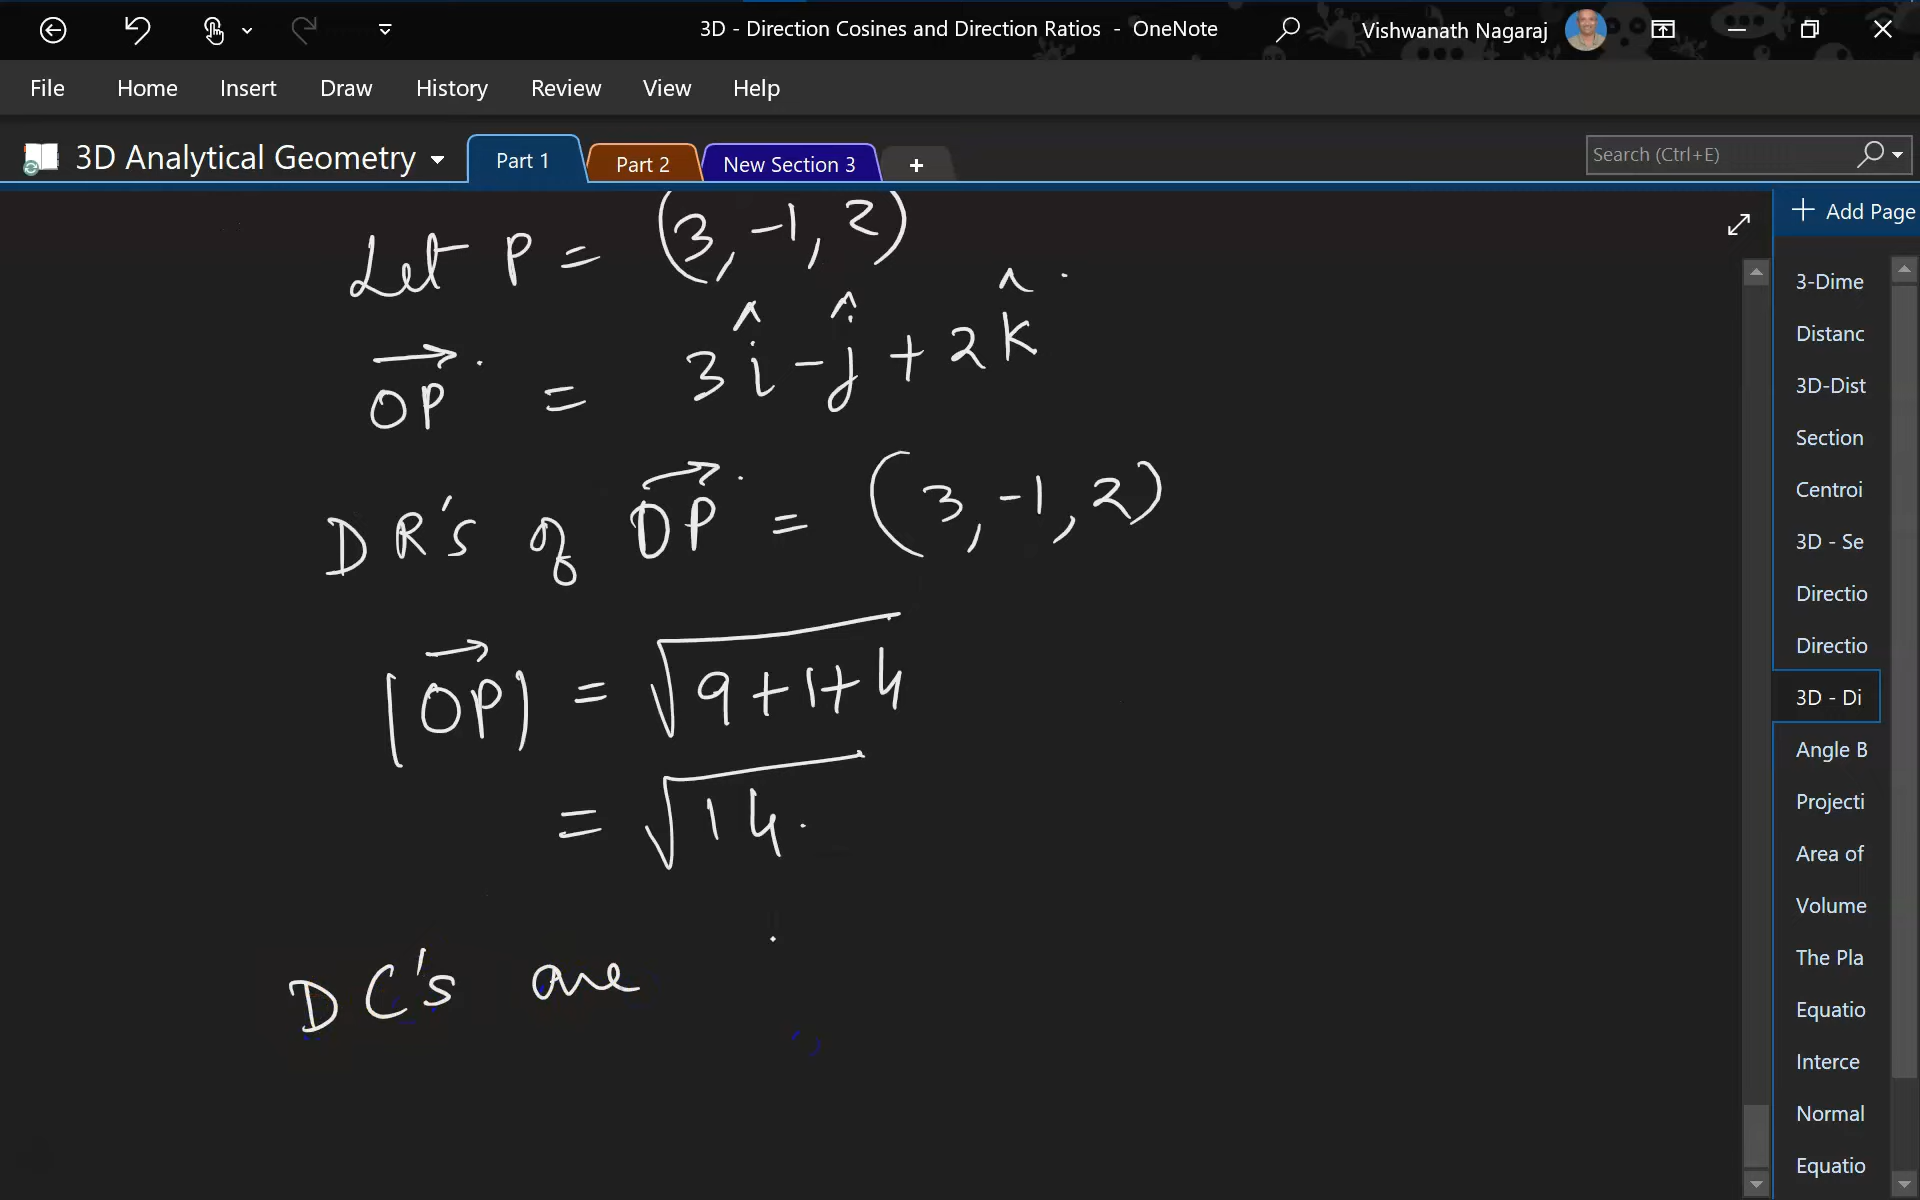 3D - Direction Cosines and Direction Ratios - OneNote
Vishwanath Nagaraj
File Home Insert Draw History Review View Help
3D Analytical Geometry
Part 1
Part 2
New Section 3
+
Search (Ctrl+E)
Let P = (3, -1, 2)
→OP = 3î - ĵ + 2k̂
DR's of →OP = (3, -1, 2)
|→OP| = √9+1+4
= √14.
DC's are
+ Add Page
3-Dime
Distanc
3D-Dist
Section
Centroi
3D - Se
Directio
Directio
3D - Di
Angle B
Projecti
Area of
Volume
The Pla
Equatio
Interce
Normal
Equatio